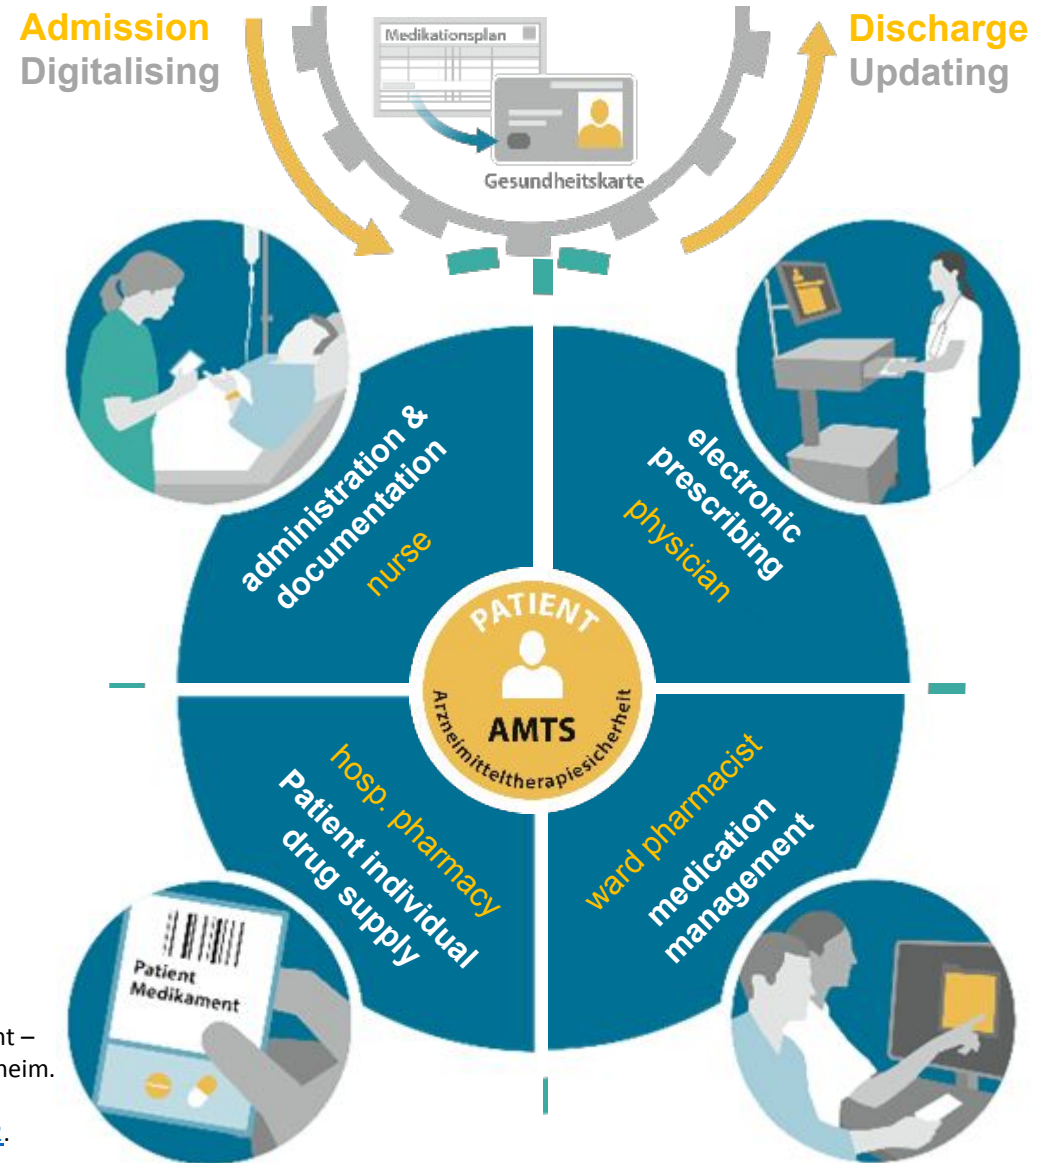 Admission
Digitalising
Medikationsplan
Gesundheitskarte
Discharge
Updating
administration &
documentation
nurse
electronic
prescribing
physician
PATIENT
AMTS
Arzneimitteltherapiesicherheit
hosp. pharmacy
Patient individual
drug supply
ward pharmacist
medication
management
Patient
Medikament